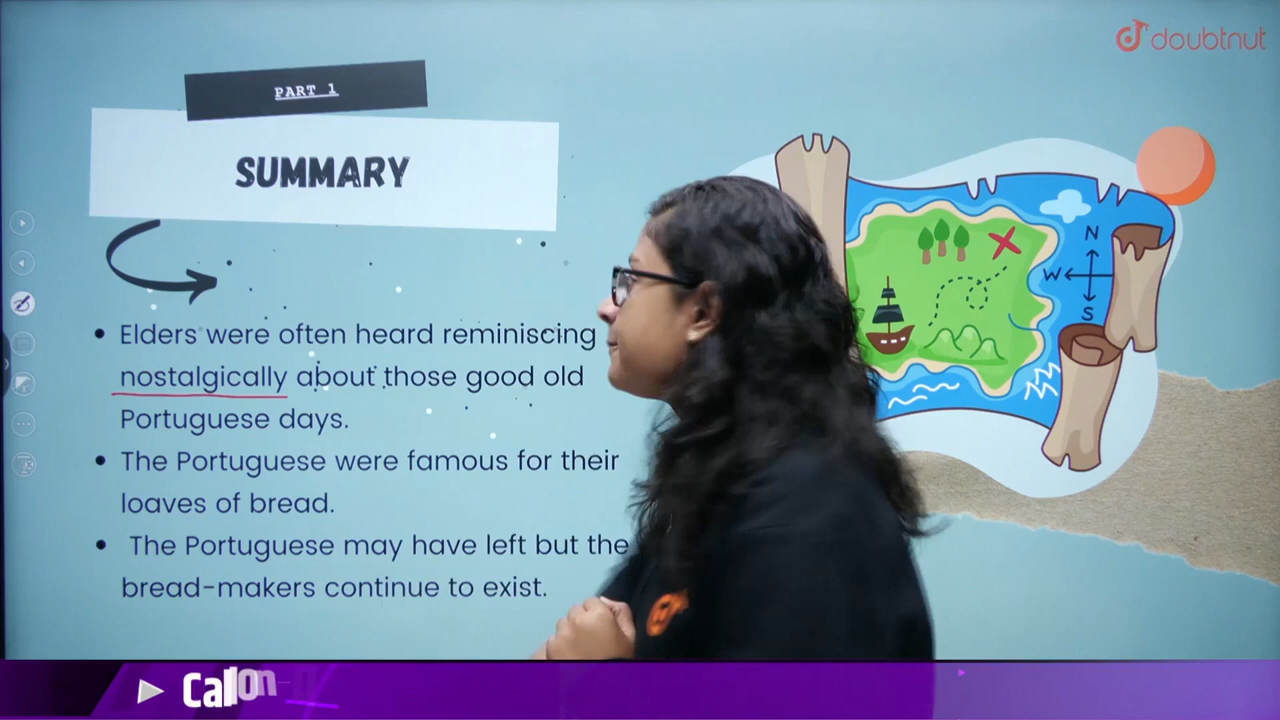 doubtnut
PART 1
SUMMARY
Elders were often heard reminiscing
nostalgically about those good old
Portuguese days.
The Portuguese were famous for their
loaves of bread.
The Portuguese may have left but the
bread-makers continue to exist.
N
W
S